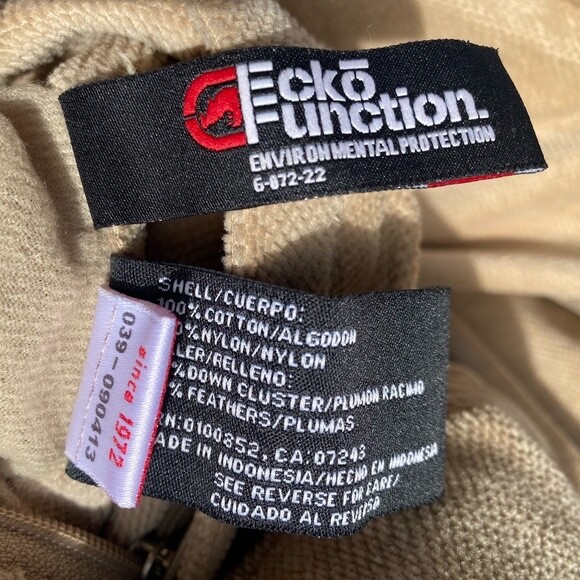 Eckō
Function.
ENVIRONMENTAL PROTECTION
6-872-22
SHELL/CUERPO:
100% COTTON/ALGODON
%NYLON/NYLON
LER/RELLENO:
%DOWN CLUSTER/PLUMON RACIMO
% FEATHERS/PLUMAS
N:0100852, CA 07243
ADE IN INDONESIA/HECHO EN INDONESIA
SEE REVERSE FOR CARE/
CUIDADO AL REVERSO
since 1972
039-090413